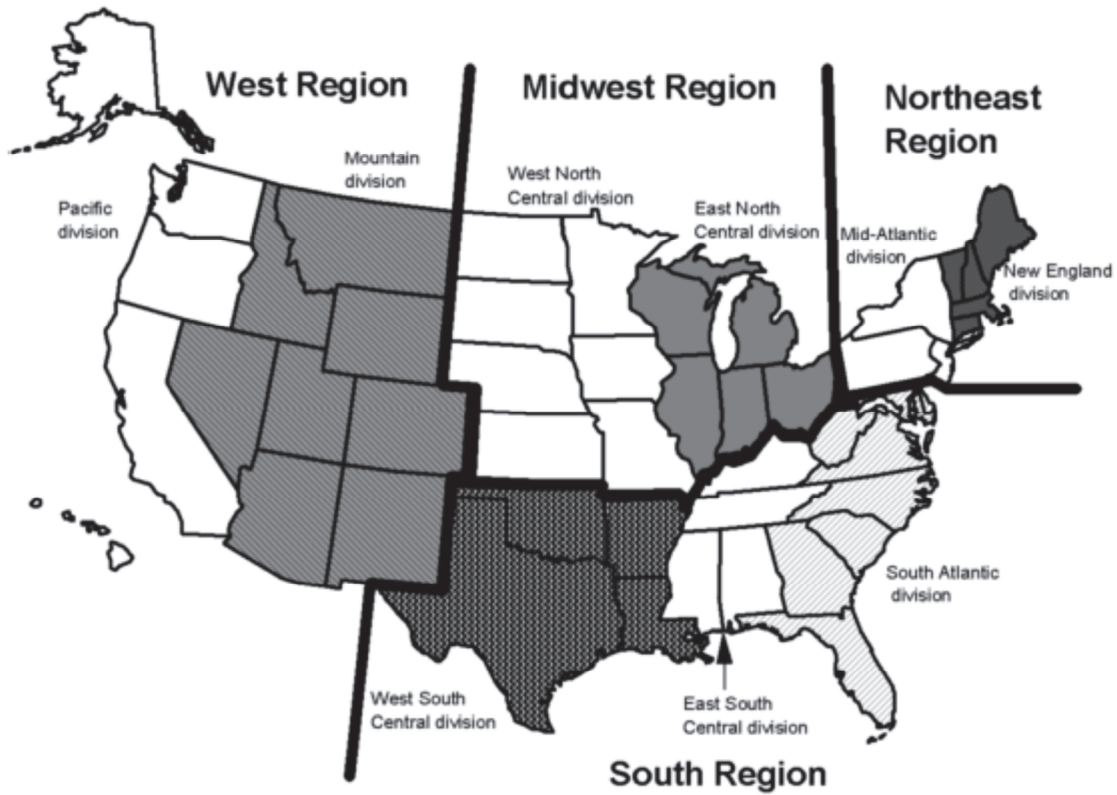 West Region
Midwest Region
Northeast
Region
Mountain
division
West North
Central division
Pacific
division
East North
Central division
Mid-Atlantic
division
New England
division
South Atlantic
division
West South
Central division
East South
Central division
South Region